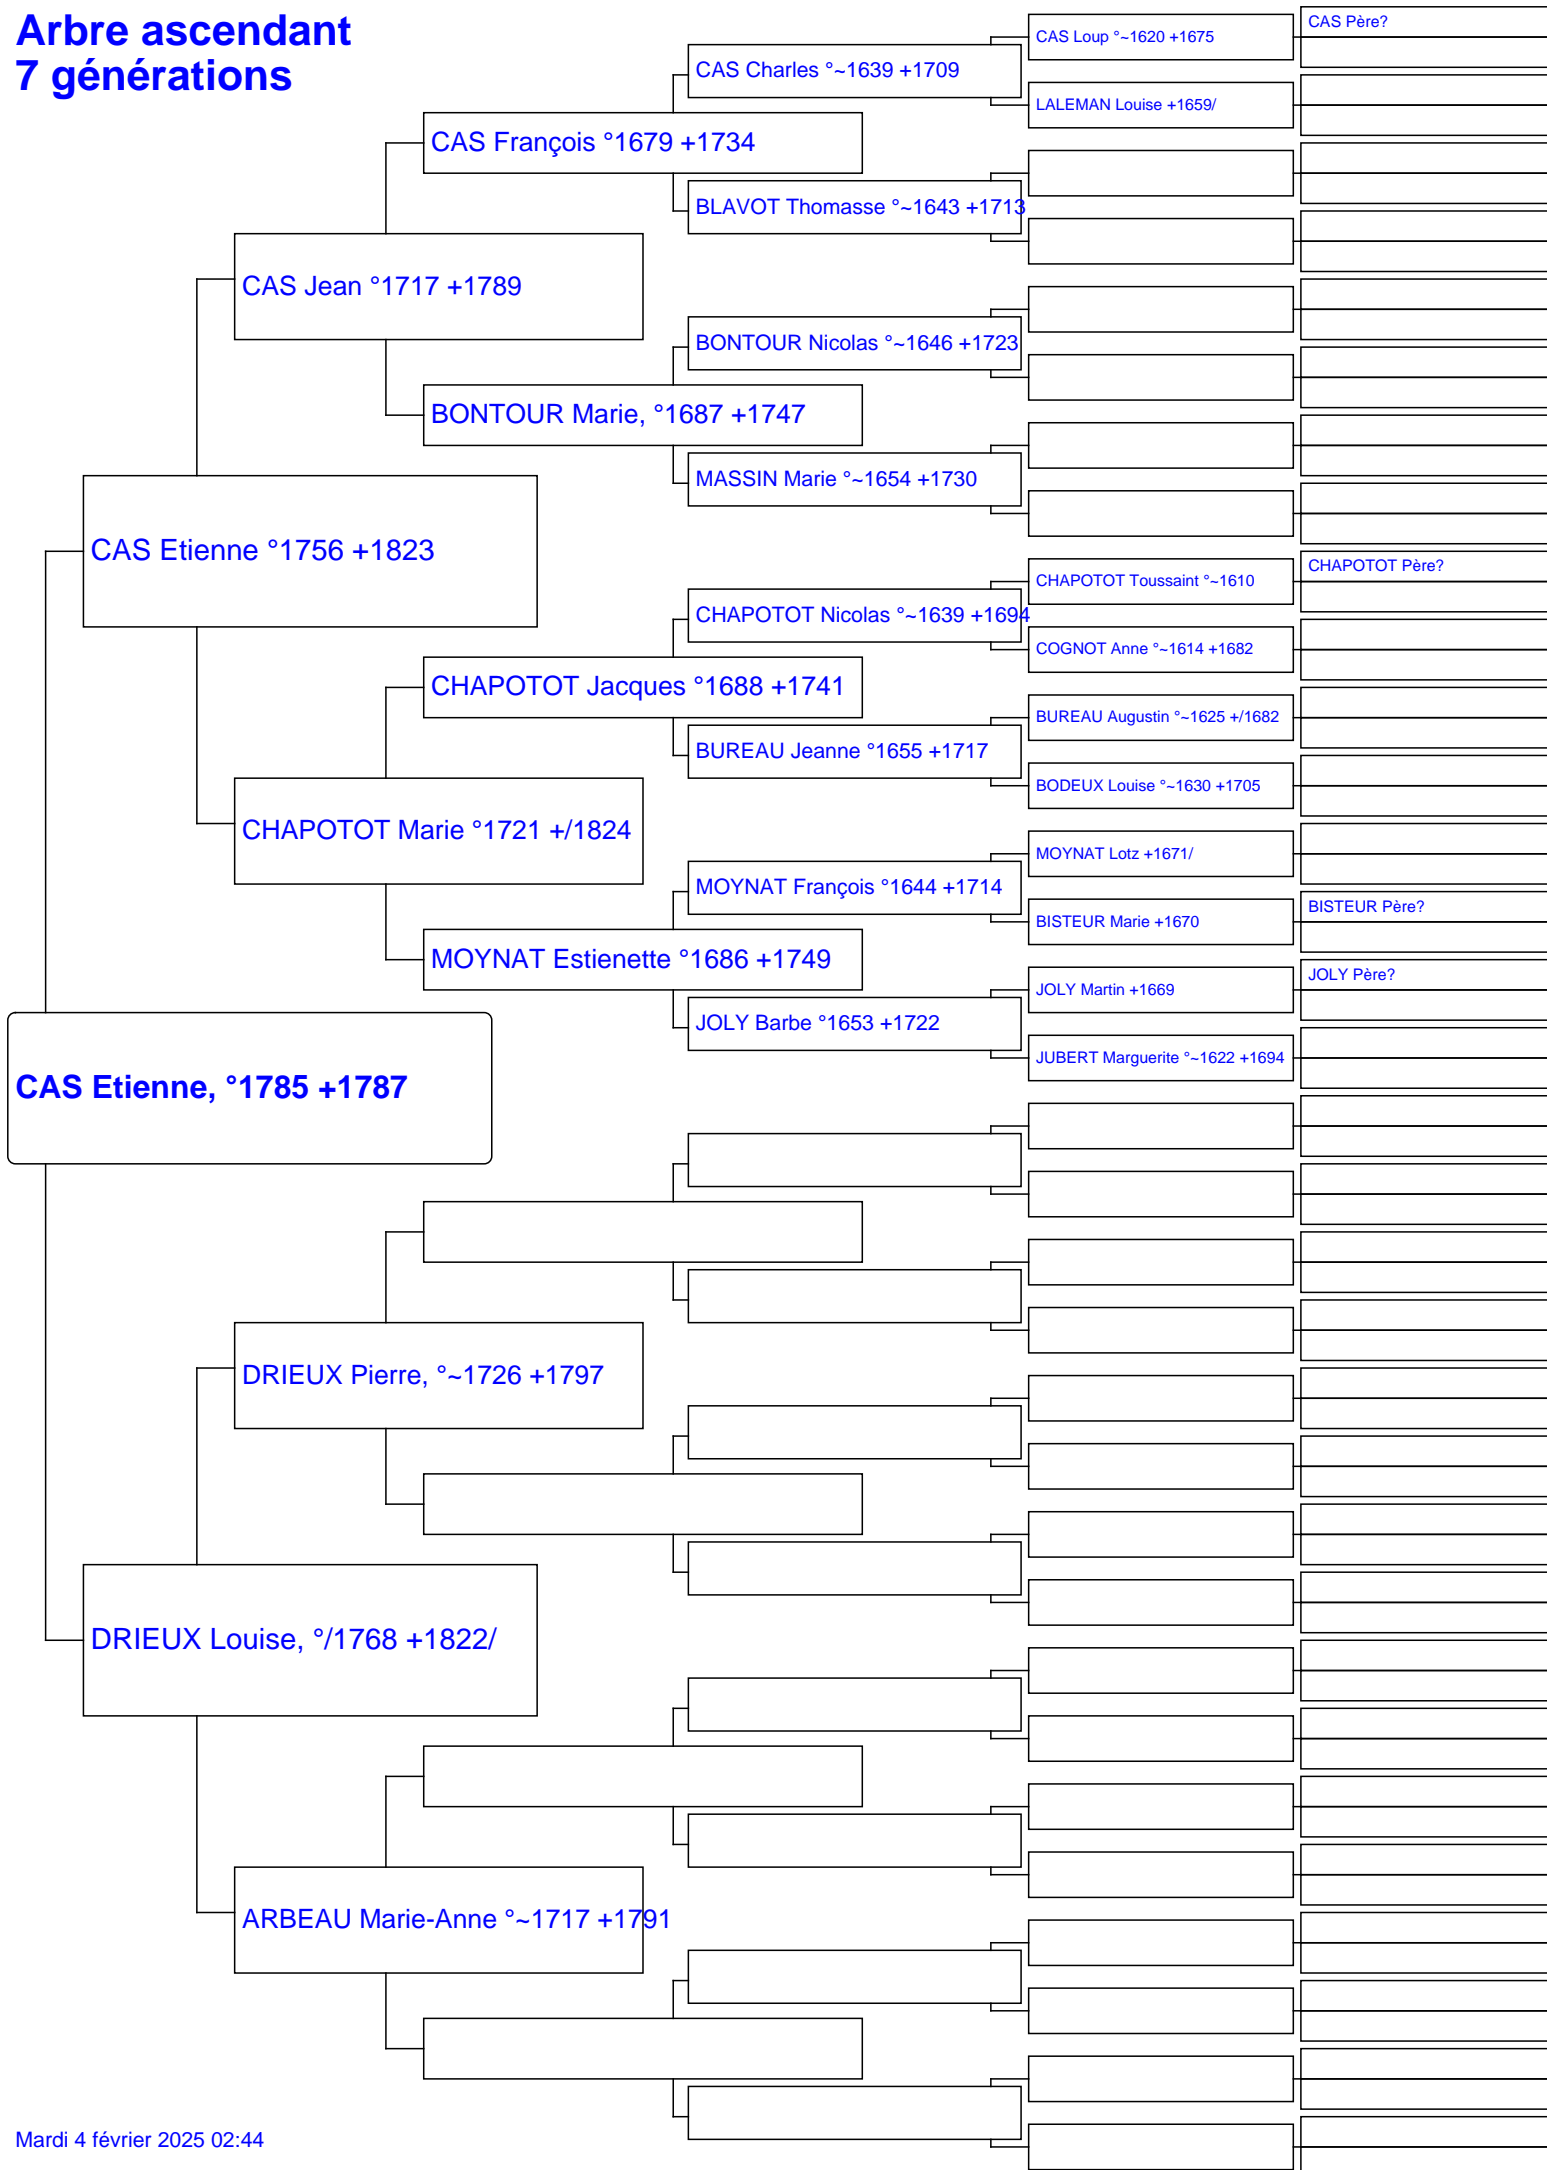 Arbre ascendant
7 générations
CAS Père?
CAS Loup °~1620 +1675
CAS Charles °~1639 +1709
LALEMAN Louise +1659/
CAS François °1679 +1734
BLAVOT Thomasse °~1643 +1713
CAS Jean °1717 +1789
BONTOUR Nicolas °~1646 +1723
BONTOUR Marie, °1687 +1747
MASSIN Marie °~1654 +1730
CAS Etienne °1756 +1823
CHAPOTOT Père?
CHAPOTOT Toussaint °~1610
CHAPOTOT Nicolas °~1639 +1694
COGNOT Anne °~1614 +1682
CHAPOTOT Jacques °1688 +1741
BUREAU Augustin °~1625 +/1682
BUREAU Jeanne °1655 +1717
BODEUX Louise °~1630 +1705
CHAPOTOT Marie °1721 +/1824
MOYNAT Lotz +1671/
MOYNAT François °1644 +1714
BISTEUR Père?
BISTEUR Marie +1670
MOYNAT Estienette °1686 +1749
JOLY Père?
JOLY Martin +1669
JOLY Barbe °1653 +1722
JUBERT Marguerite °~1622 +1694
CAS Etienne, °1785 +1787
DRIEUX Pierre, °~1726 +1797
DRIEUX Louise, °/1768 +1822/
ARBEAU Marie-Anne °~1717 +1791
Mardi 4 février 2025 02:44